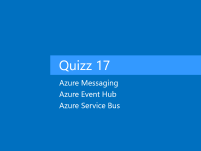 Quizz 17
Azure Messaging
Azure Event Hub
Azure Service Bus